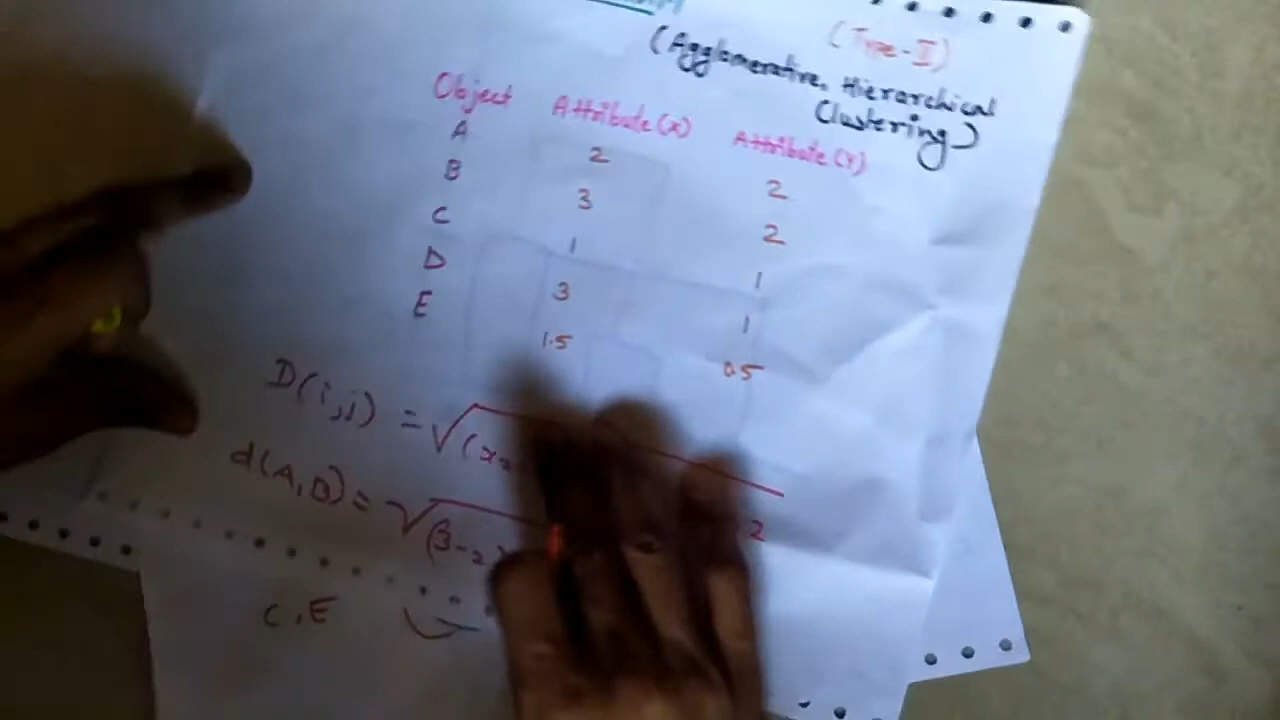 (Type-II)
(Agglomerative, Hierarchical
Clustering)
Object Attribute(x) Attribute(Y)
A 2 2
B 3 2
C 1 1
D 3 1
E 1.5 0.5
D(i,j) = √(x₂
d(A,B) = √(3-2) 2
C,E